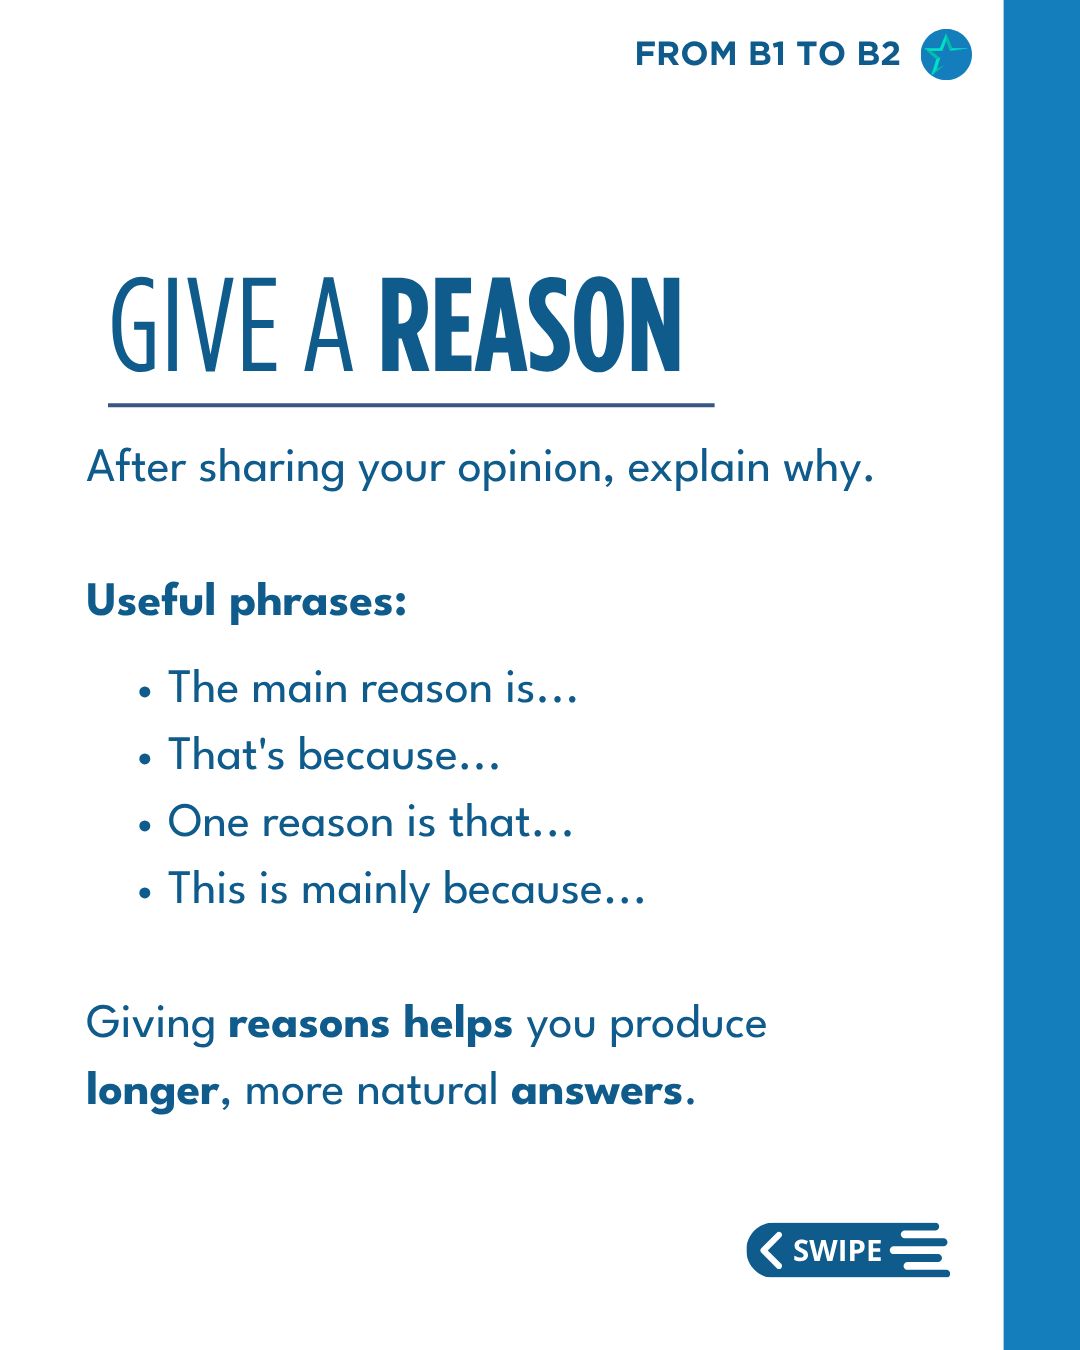 FROM B1 TO B2
GIVE A REASON
After sharing your opinion, explain why.
Useful phrases:
• The main reason is...
• That's because...
• One reason is that...
• This is mainly because...
Giving reasons helps you produce
longer, more natural answers.
SWIPE